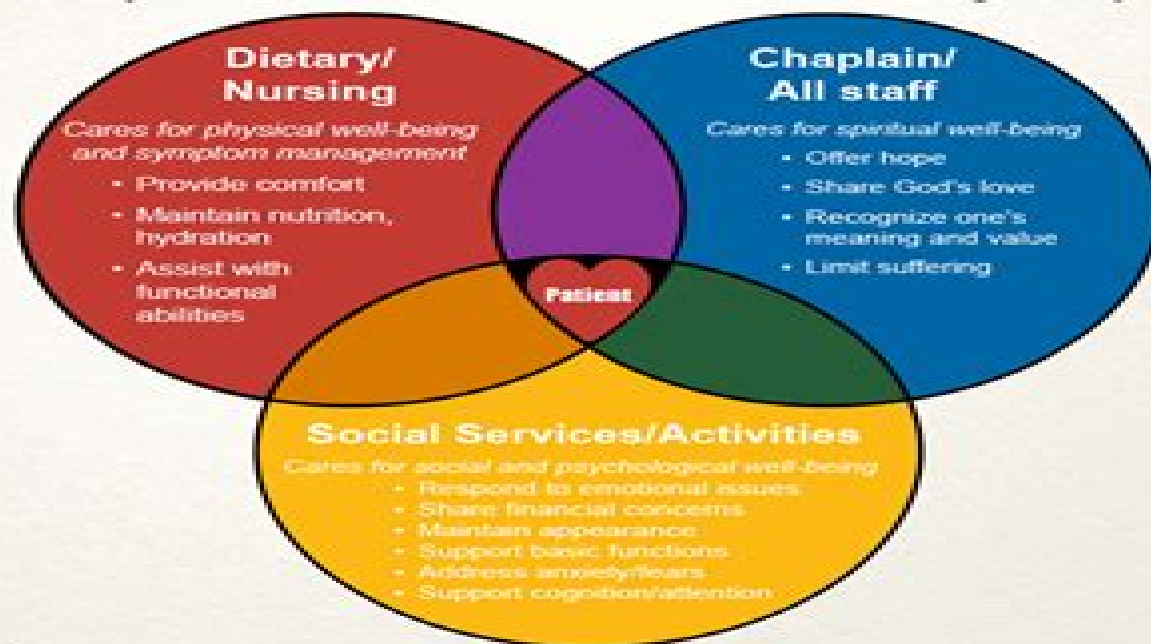 Dietary/
Nursing
Cares for physical well-being
and symptom management
• Provide comfort
• Maintain nutrition,
hydration
• Assist with
functional
abilities
Chaplain/
All staff
Cares for spiritual well-being
• Offer hope
• Share God's love
• Recognize one's
meaning and value
• Limit suffering
Patient
Social Services/Activities
Cares for social and psychological well-being
• Respond to emotional issues
• Share financial concerns
• Maintain appearance
• Support basic functions
• Address anxiety/fears
• Support cognition/attention